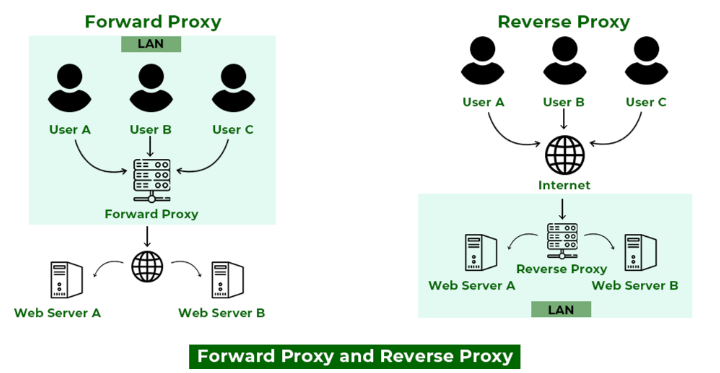 Forward Proxy
LAN
User A
User B
User C
Forward Proxy
Web Server A
Web Server B
Reverse Proxy
User A
User B
User C
Internet
Reverse Proxy
Web Server A
Web Server B
LAN
Forward Proxy and Reverse Proxy